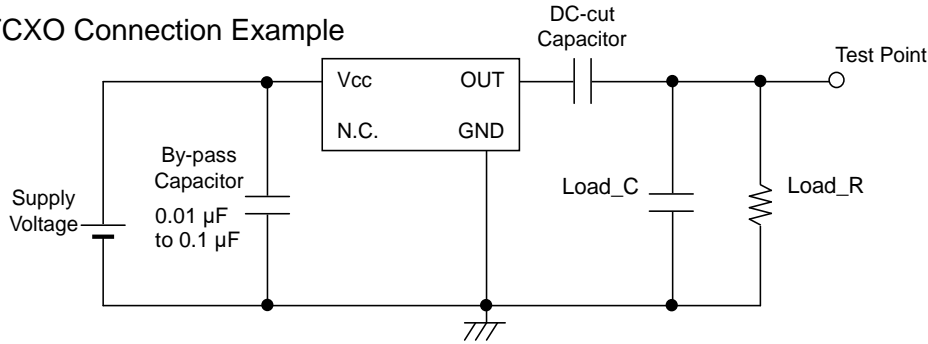 TCXO Connection Example
DC-cut
Capacitor
Test Point
Vcc
OUT
N.C.
GND
By-pass
Capacitor
0.01 µF
to 0.1 µF
Supply
Voltage
Load_C
Load_R